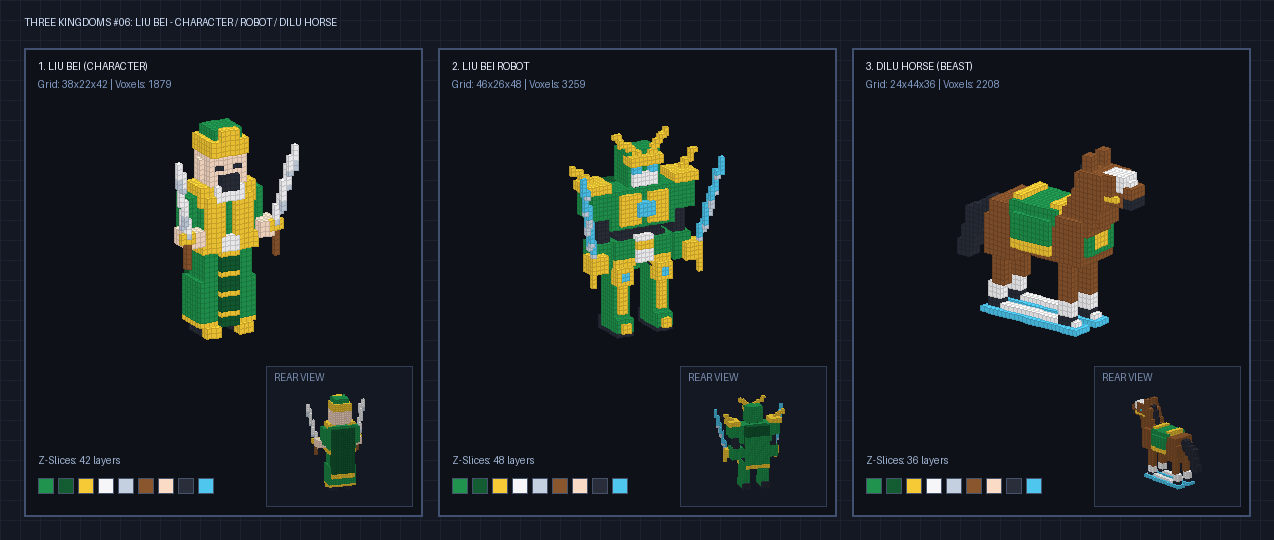 THREE KINGDOMS #06: LIU BEI - CHARACTER / ROBOT / DILU HORSE
1. LIU BEI (CHARACTER)
Grid: 38x22x42 | Voxels: 1879
REAR VIEW
Z-Slices: 42 layers
2. LIU BEI ROBOT
Grid: 46x26x48 | Voxels: 3259
REAR VIEW
Z-Slices: 48 layers
3. DILU HORSE (BEAST)
Grid: 24x44x36 | Voxels: 2208
REAR VIEW
Z-Slices: 36 layers